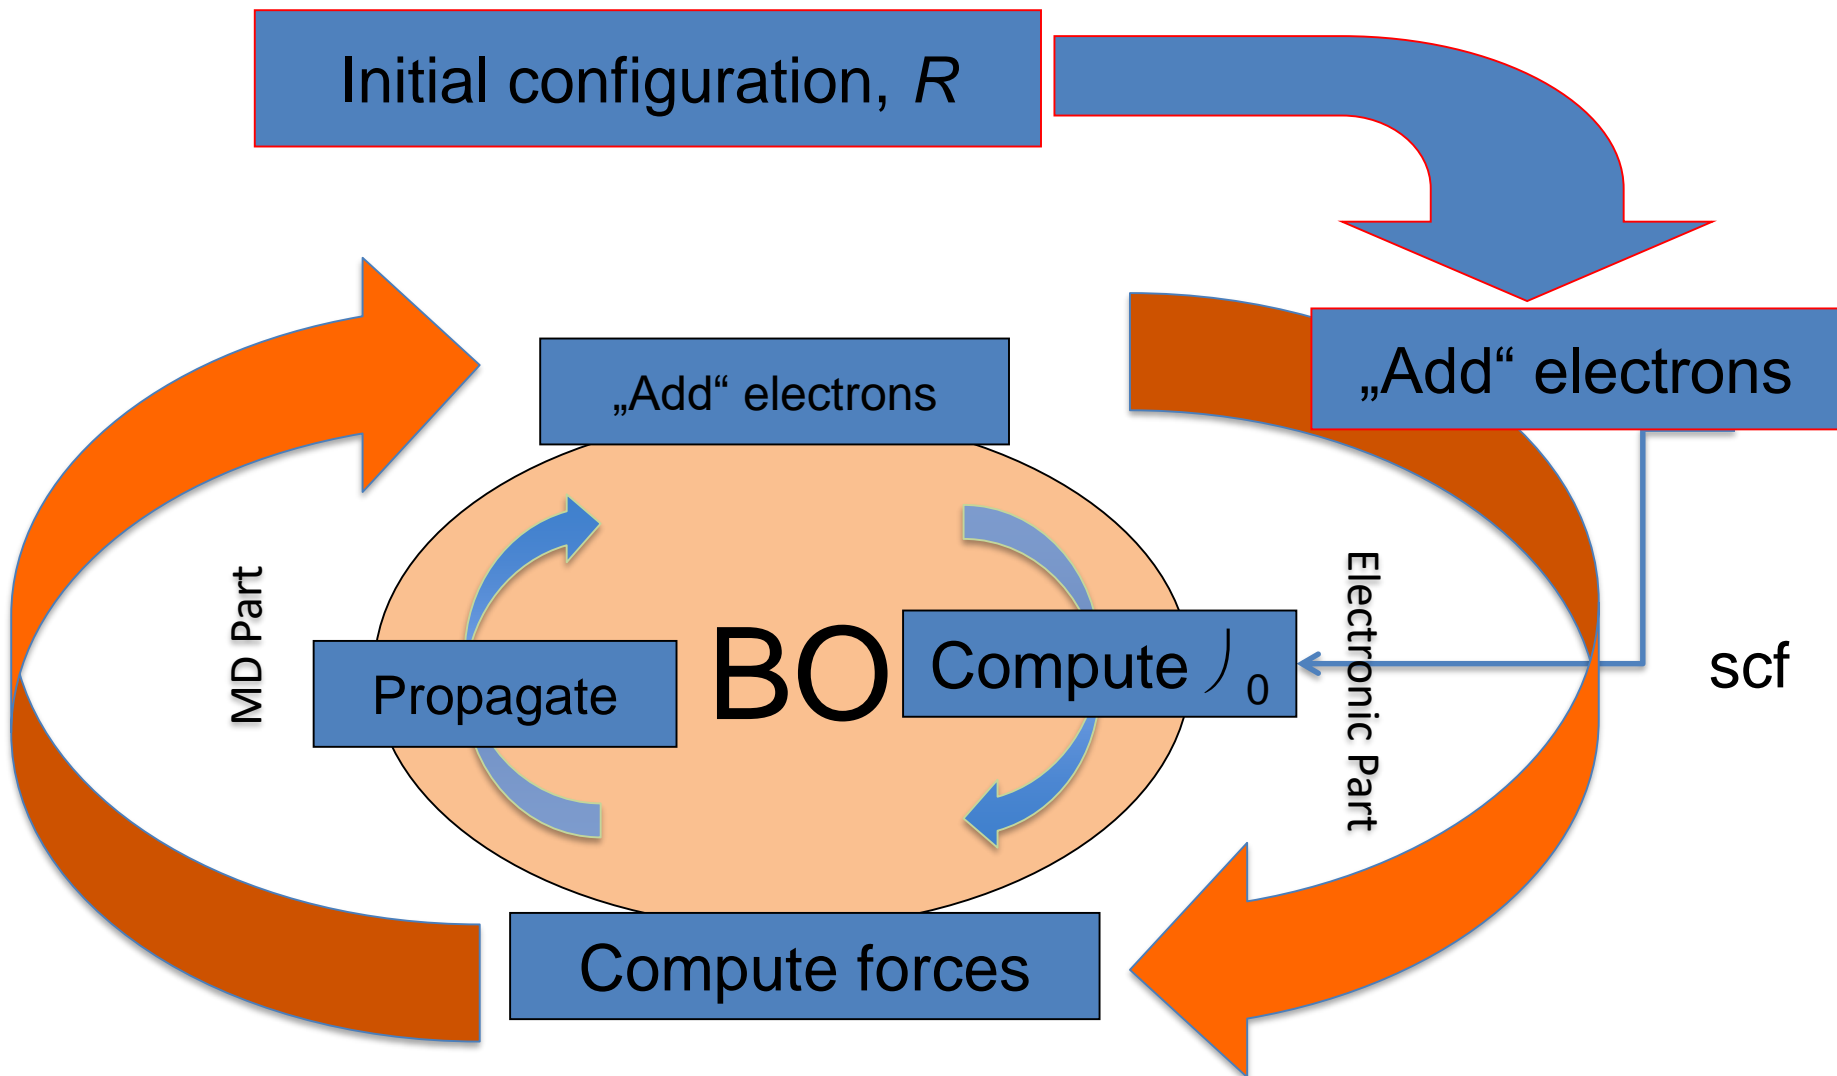 Initial configuration, R
„Add“ electrons
„Add“ electrons
MD Part
Propagate
BO
Compute ⌡0
Electronic Part
scf
Compute forces